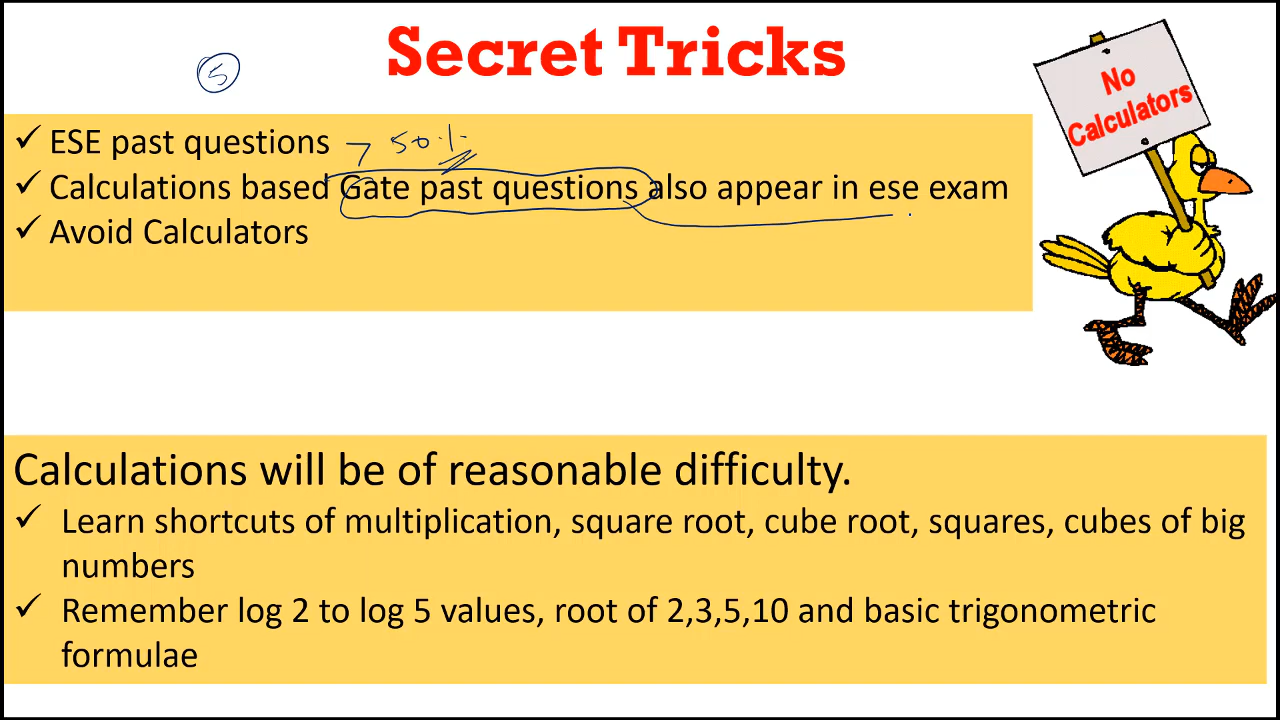 Secret Tricks
5
No
Calculators
✓ ESE past questions → 50%
✓ Calculations based Gate past questions also appear in ese exam
✓ Avoid Calculators
Calculations will be of reasonable difficulty.
✓ Learn shortcuts of multiplication, square root, cube root, squares, cubes of big
numbers
✓ Remember log 2 to log 5 values, root of 2,3,5,10 and basic trigonometric
formulae